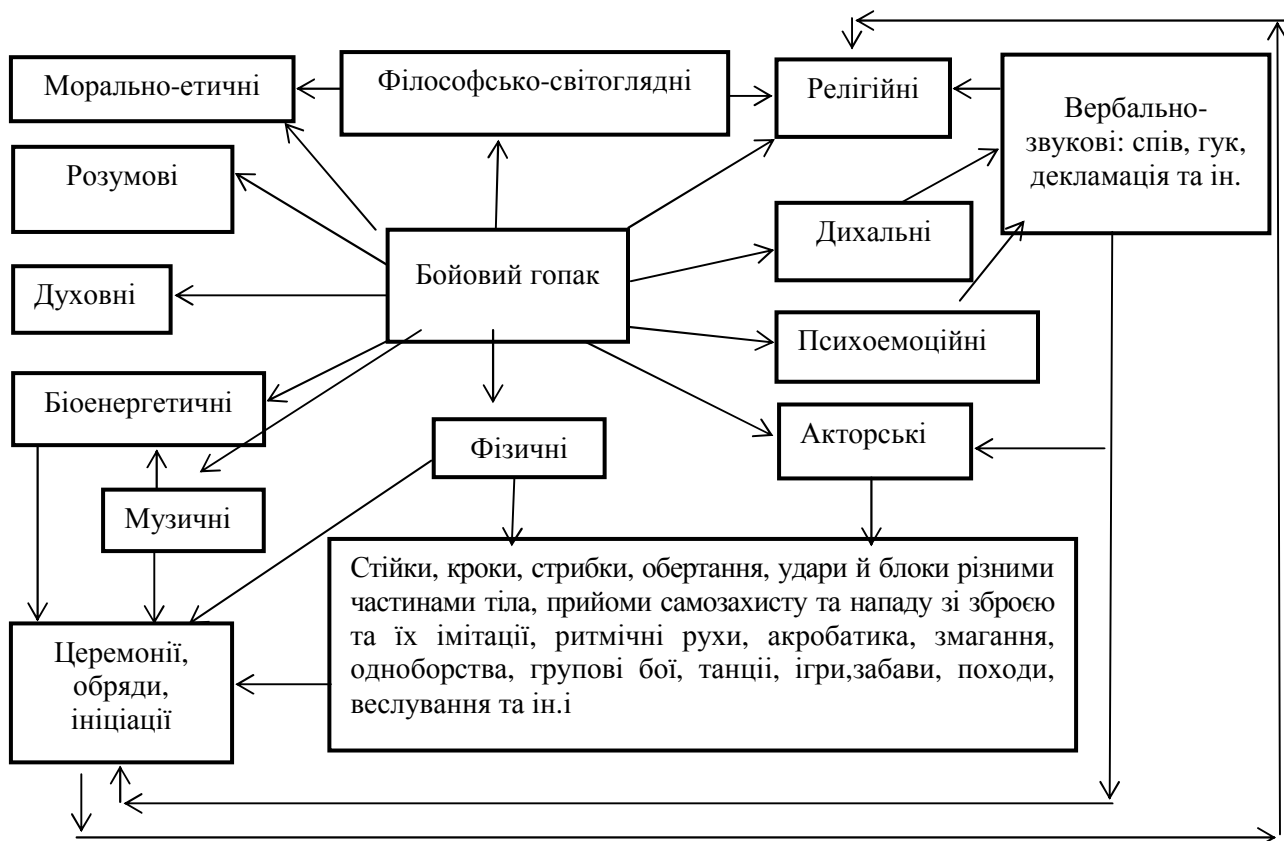 Морально-етичні
Філософсько-світоглядні
Релігійні
Вербально-
звукові: спів, гук,
декламація та ін.
Розумові
Дихальні
Бойовий гопак
Духовні
Психоемоційні
Біоенергетичні
Фізичні
Акторські
Музичні
Стійки, кроки, стрибки, обертання, удари й блоки різними
частинами тіла, прийоми самозахисту та нападу зі зброєю
та їх імітації, ритмічні рухи, акробатика, змагання,
одноборства, групові бої, танціі, ігри,забави, походи,
веслування та ін.і
Церемонії,
обряди,
ініціації